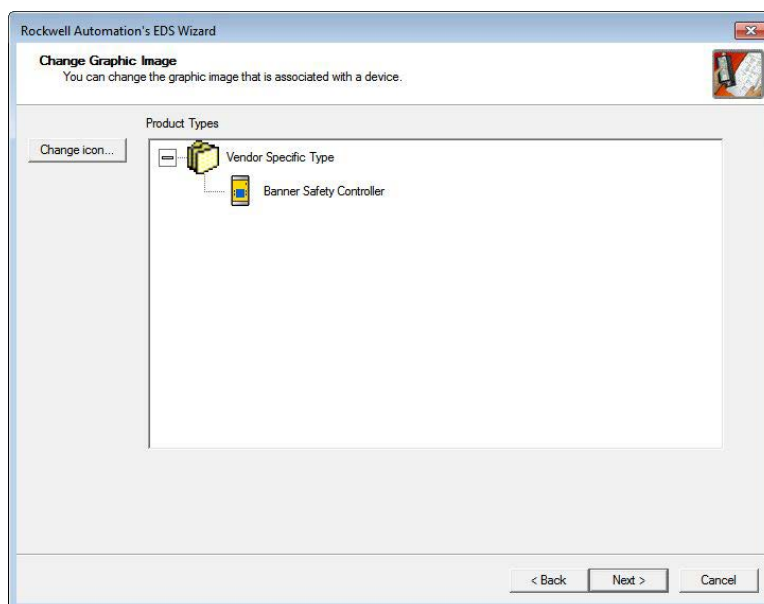 Rockwell Automation's EDS Wizard
Change Graphic Image
You can change the graphic image that is associated with a device.
Product Types
Change icon...
Vendor Specific Type
Banner Safety Controller
< Back
Next >
Cancel